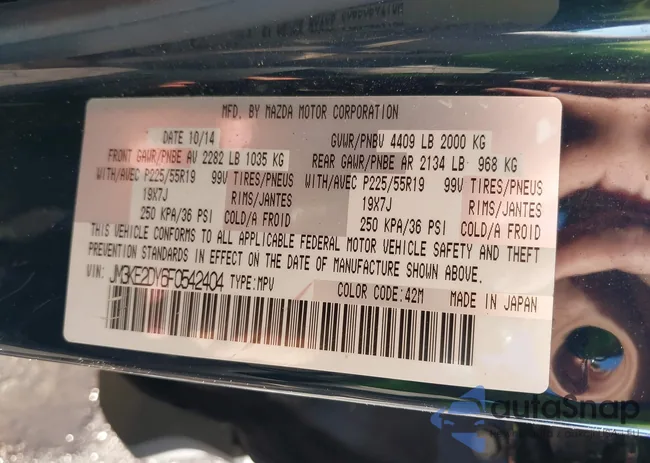 MFD. BY MAZDA MOTOR CORPORATION
DATE 10/14 GVWR/PNBV 4409 LB 2000 KG
FRONT GAWR/PNBE AV 2282 LB 1035 KG REAR GAWR/PNBE AR 2134 LB 968 KG
WITH/AVEC P225/55R19 99V TIRES/PNEUS WITH/AVEC P225/55R19 99V TIRES/PNEUS
19X7J RIMS/JANTES 19X7J RIMS/JANTES
250 KPA/36 PSI COLD/A FROID 250 KPA/36 PSI COLD/A FROID
THIS VEHICLE CONFORMS TO ALL APPLICABLE FEDERAL MOTOR VEHICLE SAFETY AND THEFT
PREVENTION STANDARDS IN EFFECT ON THE DATE OF MANUFACTURE SHOWN ABOVE.
VIN: JM3KE2DY6F0542404 TYPE:MPV COLOR CODE:42M MADE IN JAPAN
autoSnap